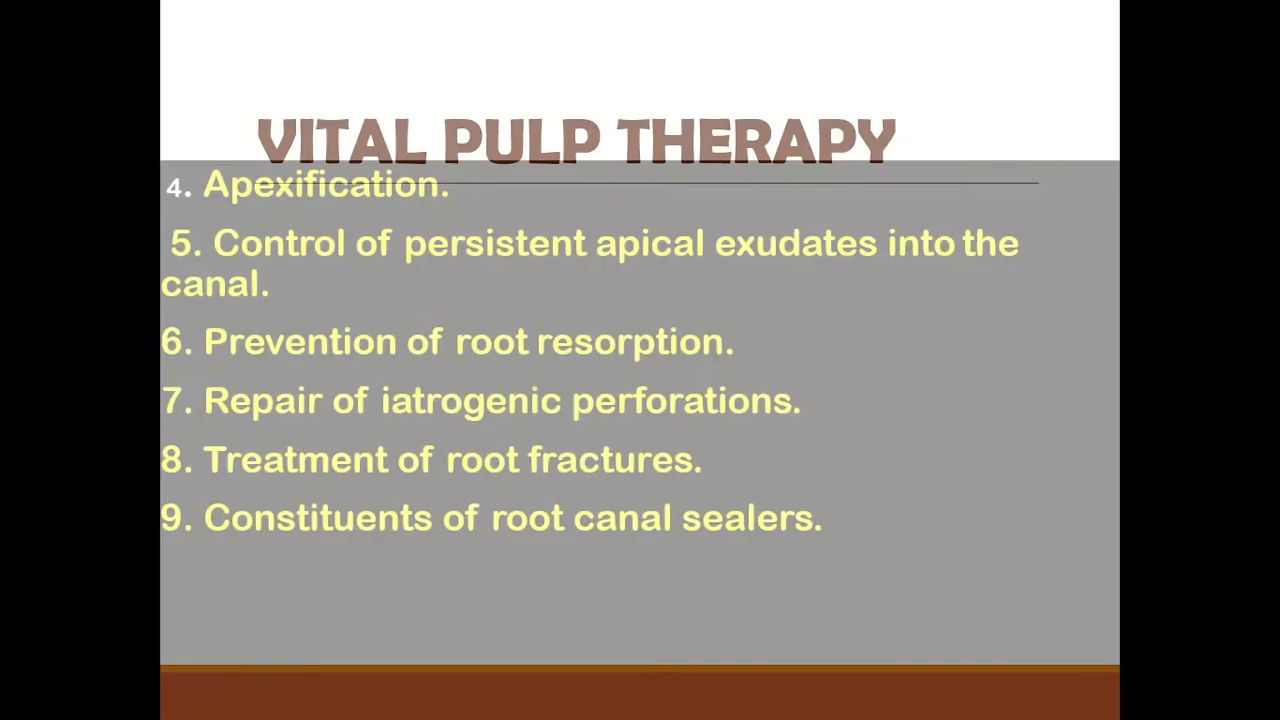 VITAL PULP THERAPY
4. Apexification.
5. Control of persistent apical exudates into the
canal.
6. Prevention of root resorption.
7. Repair of iatrogenic perforations.
8. Treatment of root fractures.
9. Constituents of root canal sealers.